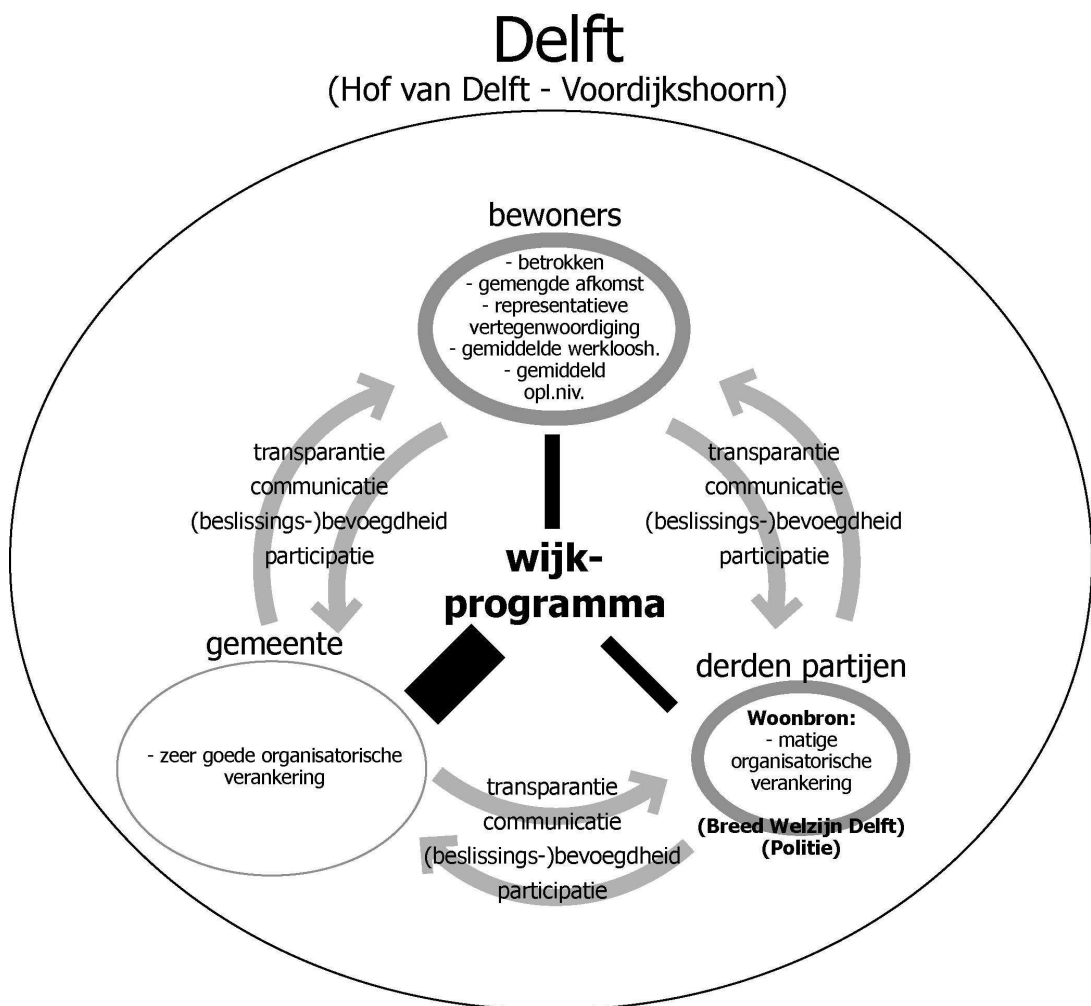 Delft
(Hof van Delft - Voordijkshoorn)
bewoners
- betrokken
- gemengde afkomst
- representatieve
vertegenwoordiging
- gemiddelde werkloosh.
- gemiddeld
opl.niv.
transparantie
communicatie
(beslissings-)bevoegdheid
participatie
transparantie
communicatie
(beslissings-)bevoegdheid
participatie
wijk-
programma
gemeente
- zeer goede organisatorische
verankering
derden partijen
Woonbron:
- matige
organisatorische
verankering
(Breed Welzijn Delft)
(Politie)
transparantie
communicatie
(beslissings-)bevoegdheid
participatie